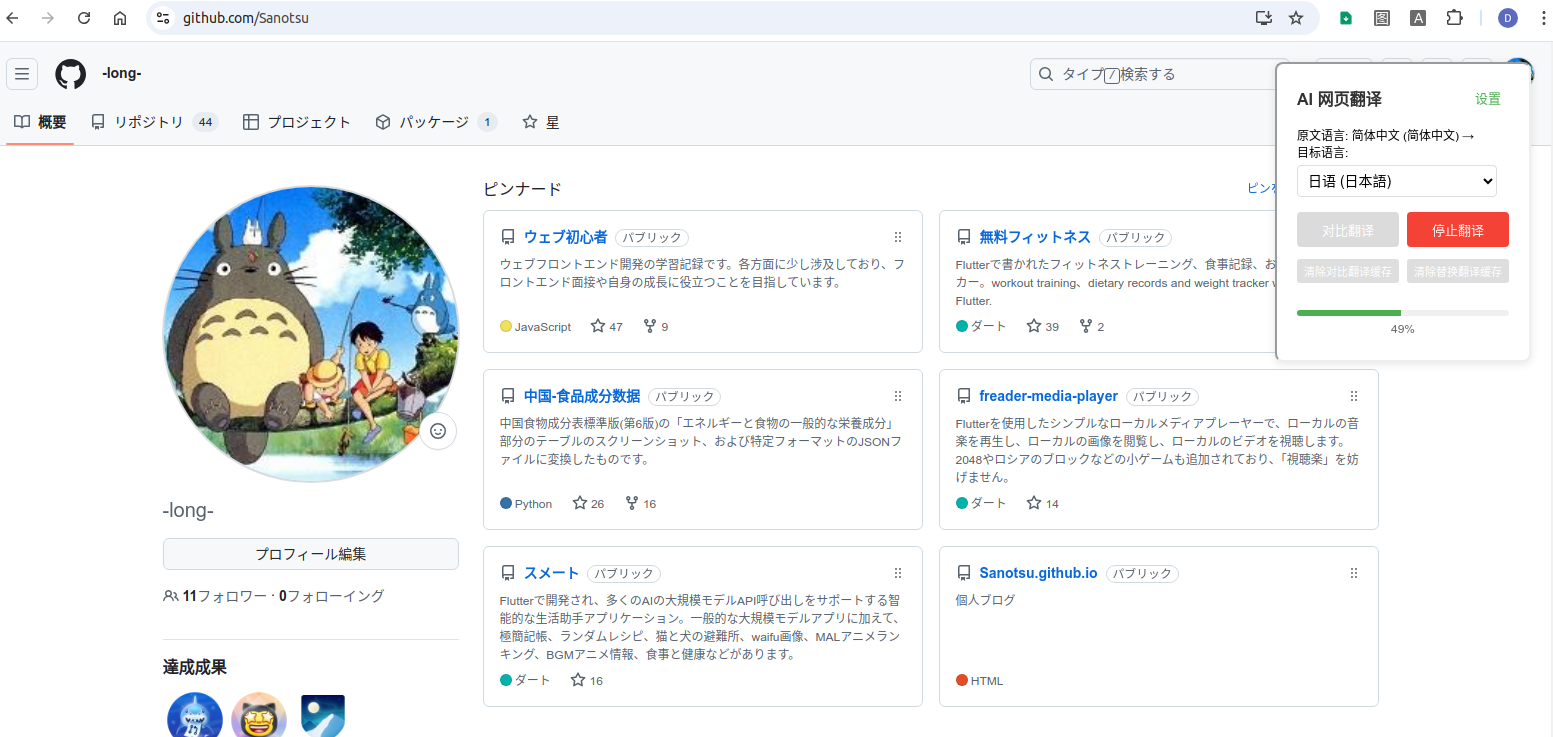 github.com/Sanotsu
D
-long-
タイプ/検索する
概要
リポジトリ 44
プロジェクト
パッケージ 1
星
AI 网页翻译
设置
原文语言: 简体中文 (简体中文) →
目标语言:
日语 (日本語)
对比翻译
停止翻译
清除对比翻译缓存
清除替换翻译缓存
49%
ピンナード
ピン
ウェブ初心者 パブリック
ウェブフロントエンド開発の学習記録です。各方面に少し涉及しており、フ
ロントエンド面接や自身の成長に役立つことを目指しています。
JavaScript 47 9
無料フィットネス パブリック
Flutterで書かれたフィットネストレーニング、食事記録、お
カー。workout training、dietary records and weight tracker
Flutter.
ダート 39 2
中国-食品成分数据 パブリック
中国食物成分表標準版(第6版)の「エネルギーと食物の一般的な栄養成分」
部分のテーブルのスクリーンショット、および特定フォーマットのJSONフ
ァイルに変換したものです。
Python 26 16
freader-media-player パブリック
Flutterを使用したシンプルなローカルメディアプレーヤーで、ローカルの音
楽を再生し、ローカルの画像を閲覧し、ローカルのビデオを視聴します。
2048やロシアのブロックなどの小ゲームも追加されており、「視聴楽」を妨
げません。
ダート 14
スメート パブリック
Flutterで開発され、多くのAIの大規模モデルAPI呼び出しをサポートする智
能的な生活助手アプリケーション。一般的な大規模モデルアプリに加えて、
極簡記帳、ランダムレシピ、猫と犬の避難所、waifu画像、MALアニメラン
キング、BGMアニメ情報、食事と健康などがあります。
ダート 16
Sanotsu.github.io パブリック
個人ブログ
HTML
-long-
プロフィール編集
11フォロワー · 0フォローイング
達成成果